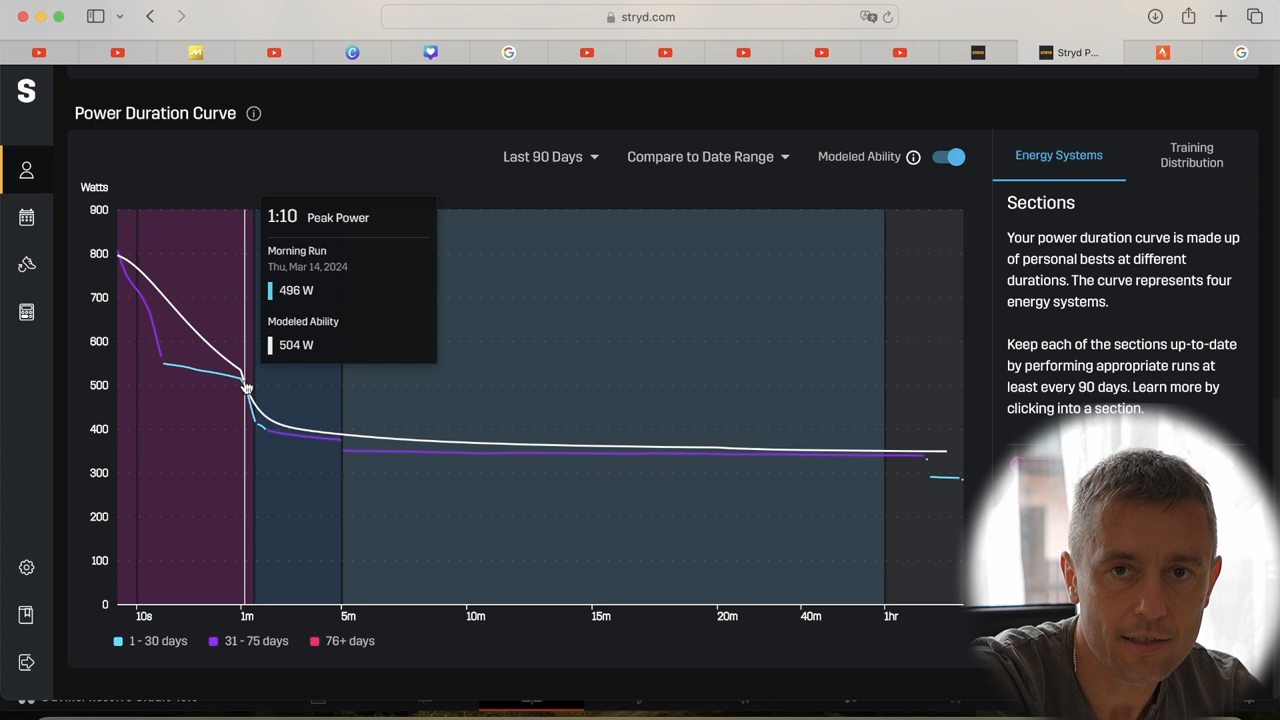 stryd.com
Stryd P...
S
Power Duration Curve
Last 90 Days
Compare to Date Range
Modeled Ability
Energy Systems
Training
Distribution
Watts
900
800
700
600
500
400
300
200
100
0
10s
1m
5m
10m
15m
20m
40m
1hr
1:10 Peak Power
Morning Run
Thu, Mar 14, 2024
496 W
Modeled Ability
504 W
1 - 30 days
31 - 75 days
76+ days
Sections
Your power duration curve is made up
of personal bests at different
durations. The curve represents four
energy systems.
Keep each of the sections up-to-date
by performing appropriate runs at
least every 90 days. Learn more by
clicking into a section.